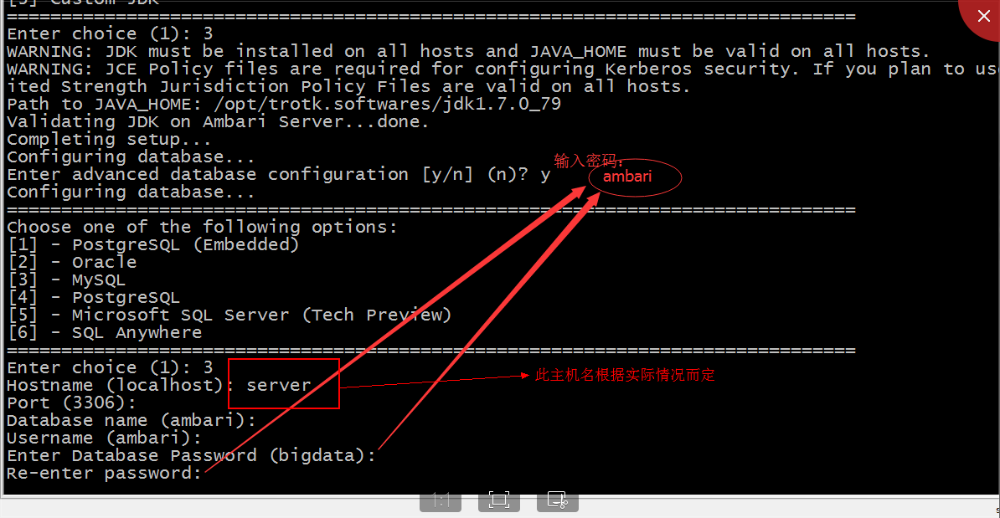 [3] - Custom JDK
==============================================================================
Enter choice (1): 3
WARNING: JDK must be installed on all hosts and JAVA_HOME must be valid on all hosts.
WARNING: JCE Policy files are required for configuring Kerberos security. If you plan to use
ited Strength Jurisdiction Policy Files are valid on all hosts.
Path to JAVA_HOME: /opt/trotk.softwares/jdk1.7.0_79
Validating JDK on Ambari Server...done.
Completing setup...
Configuring database...
输入密码:
Enter advanced database configuration [y/n] (n)? y
ambari
Configuring database...
==============================================================================
Choose one of the following options:
[1] - PostgreSQL (Embedded)
[2] - Oracle
[3] - MySQL
[4] - PostgreSQL
[5] - Microsoft SQL Server (Tech Preview)
[6] - SQL Anywhere
==============================================================================
Enter choice (1): 3
Hostname (localhost): server
此主机名根据实际情况而定
Port (3306):
Database name (ambari):
Username (ambari):
Enter Database Password (bigdata):
Re-enter password:
1:1